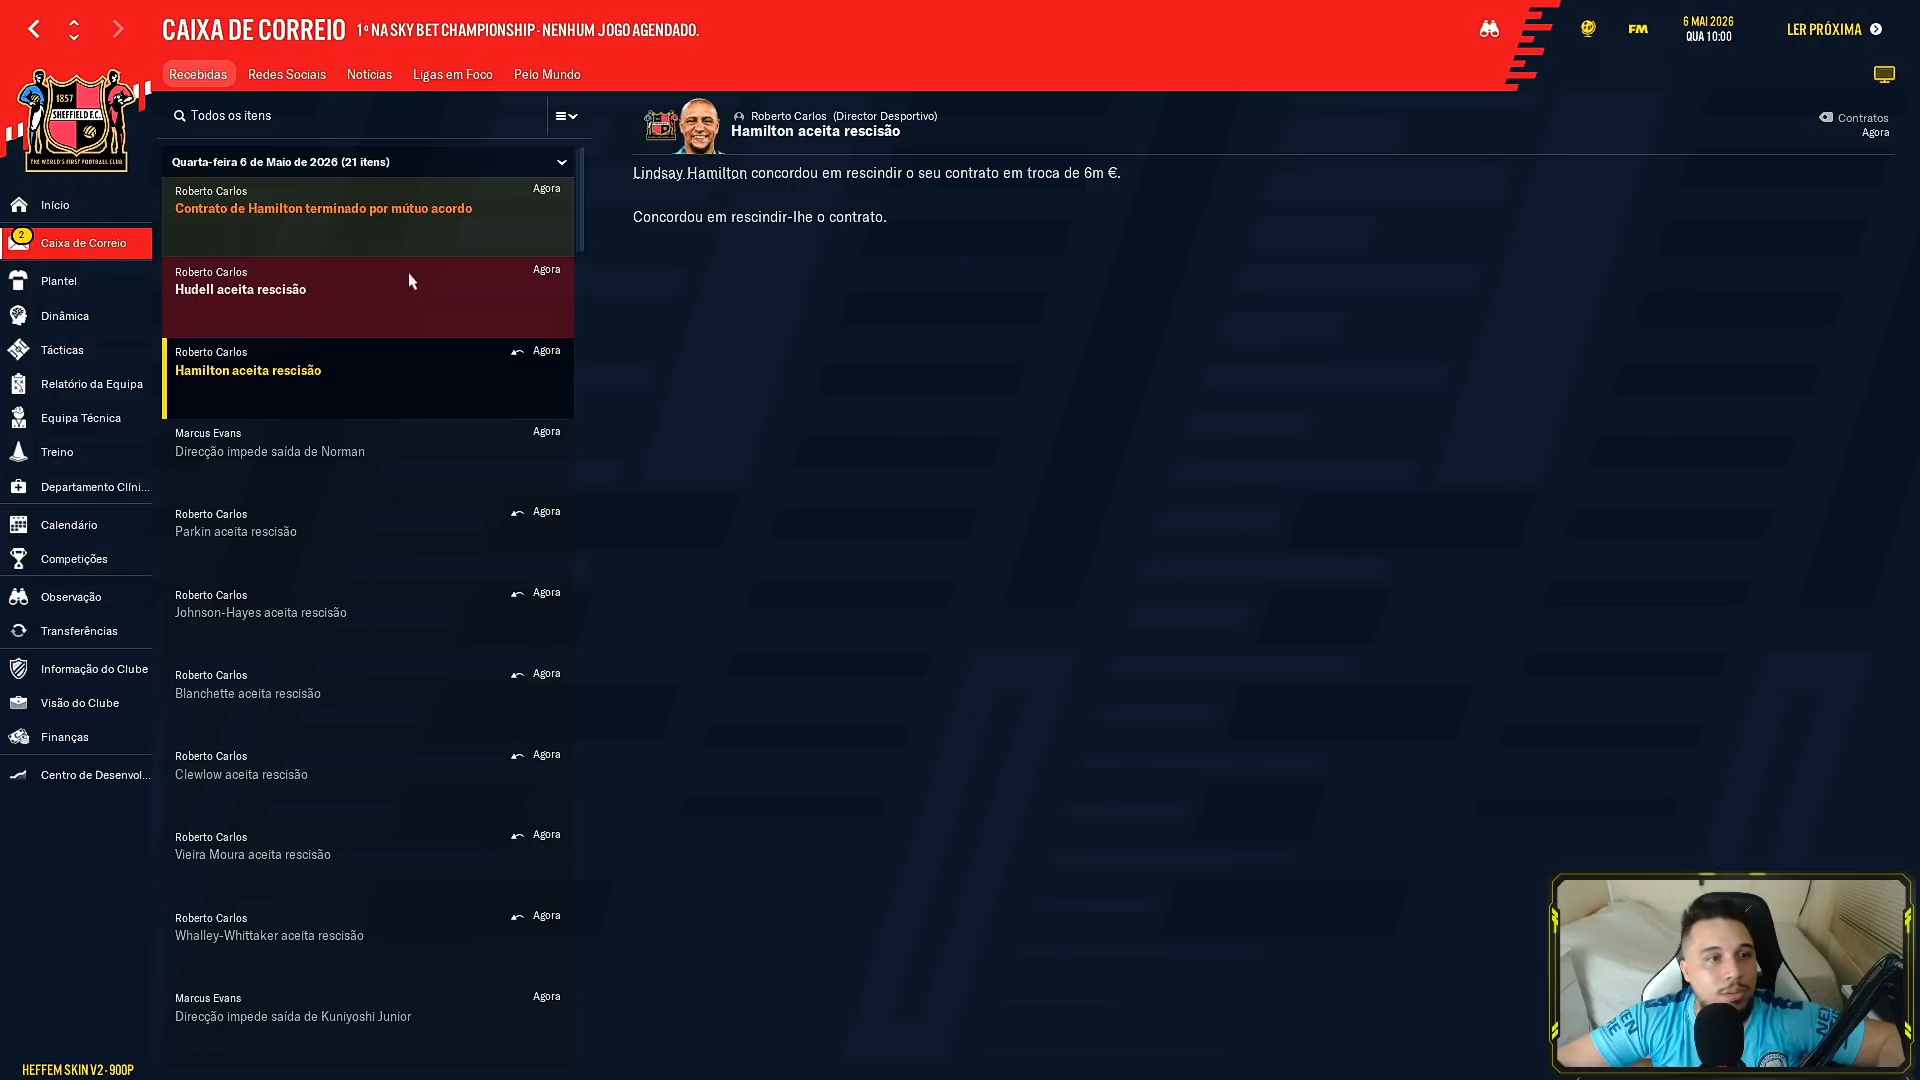 CAIXA DE CORREIO
1º NA SKY BET CHAMPIONSHIP - NENHUM JOGO AGENDADO.
FM
6 MAI 2026
QUA 10:00
LER PRÓXIMA
Recebidas
Redes Sociais
Notícias
Ligas em Foco
Pelo Mundo
1857
SHEFFIELD F.C.
THE WORLD'S FIRST FOOTBALL CLUB
2
Início
Caixa de Correio
Plantel
Dinâmica
Tácticas
Relatório da Equipa
Equipa Técnica
Treino
Departamento Clíni...
Calendário
Competições
Observação
Transferências
Informação do Clube
Visão do Clube
Finanças
Centro de Desenvol...
HEFFEM SKIN V2 - 900P
Todos os itens
Quarta-feira 6 de Maio de 2026 (21 itens)
Roberto Carlos
Agora
Contrato de Hamilton terminado por mútuo acordo
Roberto Carlos
Agora
Hudell aceita rescisão
Roberto Carlos
Agora
Hamilton aceita rescisão
Marcus Evans
Agora
Direcção impede saída de Norman
Roberto Carlos
Agora
Parkin aceita rescisão
Roberto Carlos
Agora
Johnson-Hayes aceita rescisão
Roberto Carlos
Agora
Blanchette aceita rescisão
Roberto Carlos
Agora
Clewlow aceita rescisão
Roberto Carlos
Agora
Vieira Moura aceita rescisão
Roberto Carlos
Agora
Whalley-Whittaker aceita rescisão
Marcus Evans
Agora
Direcção impede saída de Kuniyoshi Junior
Roberto Carlos (Director Desportivo)
Hamilton aceita rescisão
Contratos
Agora
Lindsay Hamilton concordou em rescindir o seu contrato em troca de 6m €.
Concordou em rescindir-lhe o contrato.